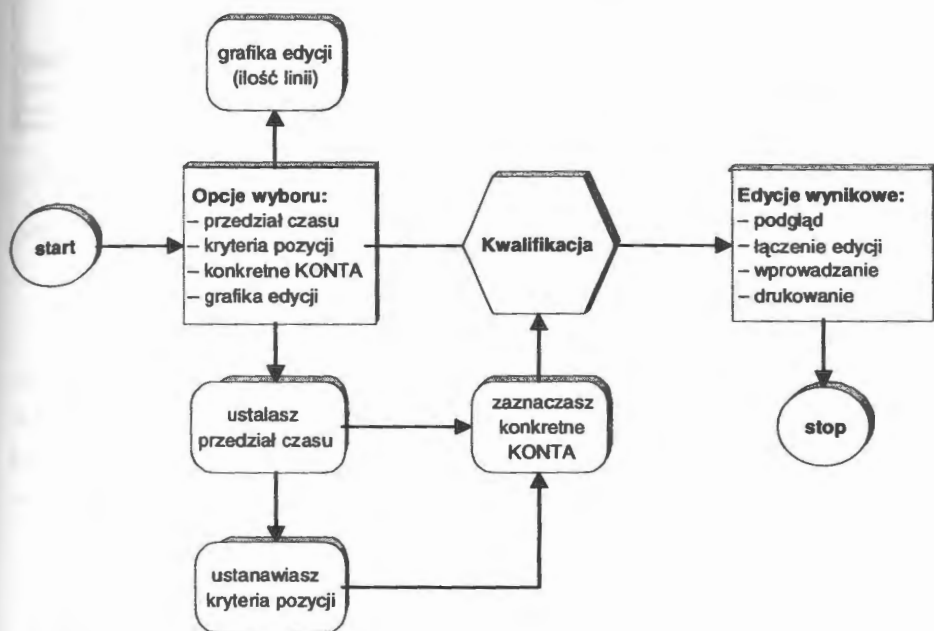 grafika edycji
(ilość linii)
start
Opcje wyboru:
– przedział czasu
– kryteria pozycji
– konkretne KONTA
– grafika edycji
Kwalifikacja
Edycje wynikowe:
– podgląd
– łączenie edycji
– wprowadzanie
– drukowanie
ustalasz
przedział czasu
zaznaczasz
konkretne
KONTA
stop
ustanawiasz
kryteria pozycji